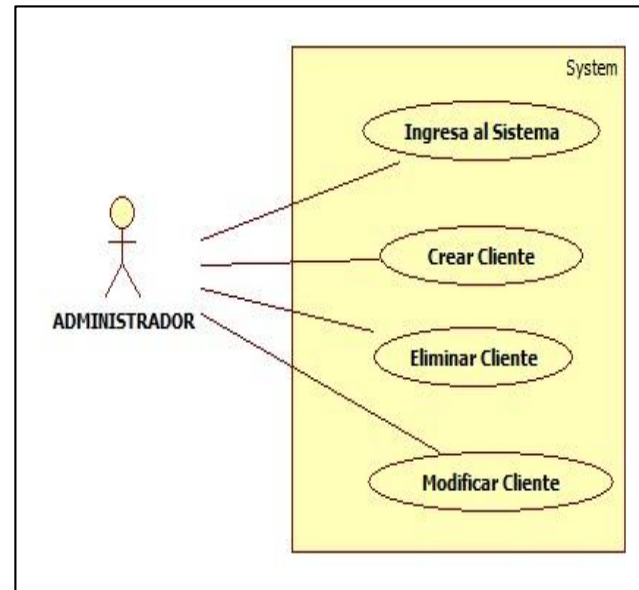 System
Ingresa al Sistema
Crear Cliente
ADMINISTRADOR
Eliminar Cliente
Modificar Cliente